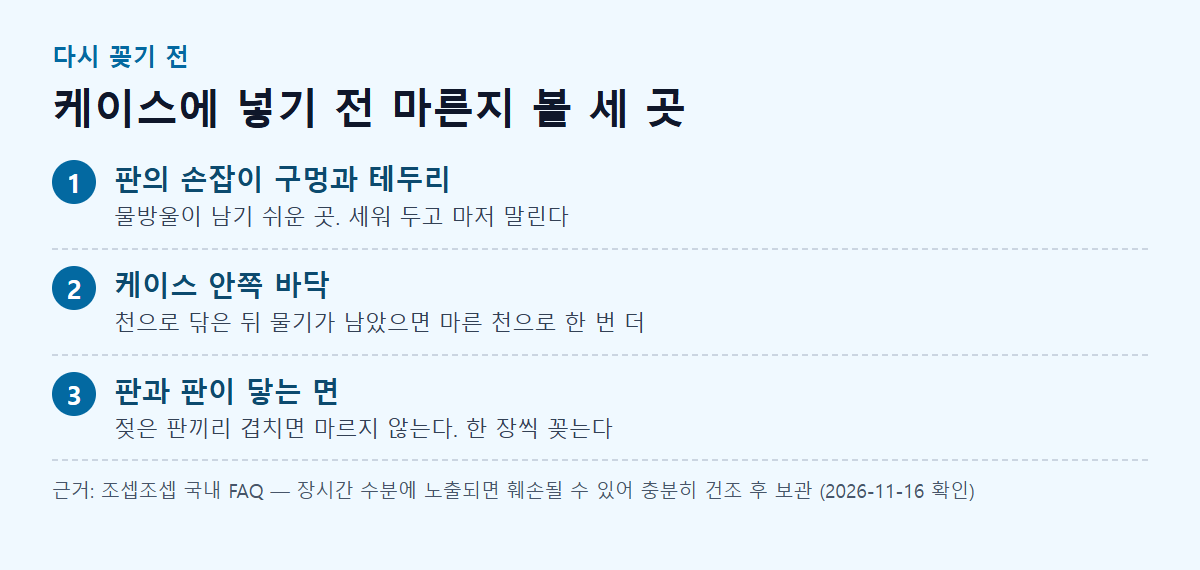 다시 꽂기 전
케이스에 넣기 전 마른지 볼 세 곳
1 판의 손잡이 구멍과 테두리
물방울이 남기 쉬운 곳. 세워 두고 마저 말린다
2 케이스 안쪽 바닥
천으로 닦은 뒤 물기가 남았으면 마른 천으로 한 번 더
3 판과 판이 닿는 면
젖은 판끼리 겹치면 마르지 않는다. 한 장씩 꽂는다
근거: 조셉조셉 국내 FAQ — 장시간 수분에 노출되면 훼손될 수 있어 충분히 건조 후 보관 (2026-11-16 확인)